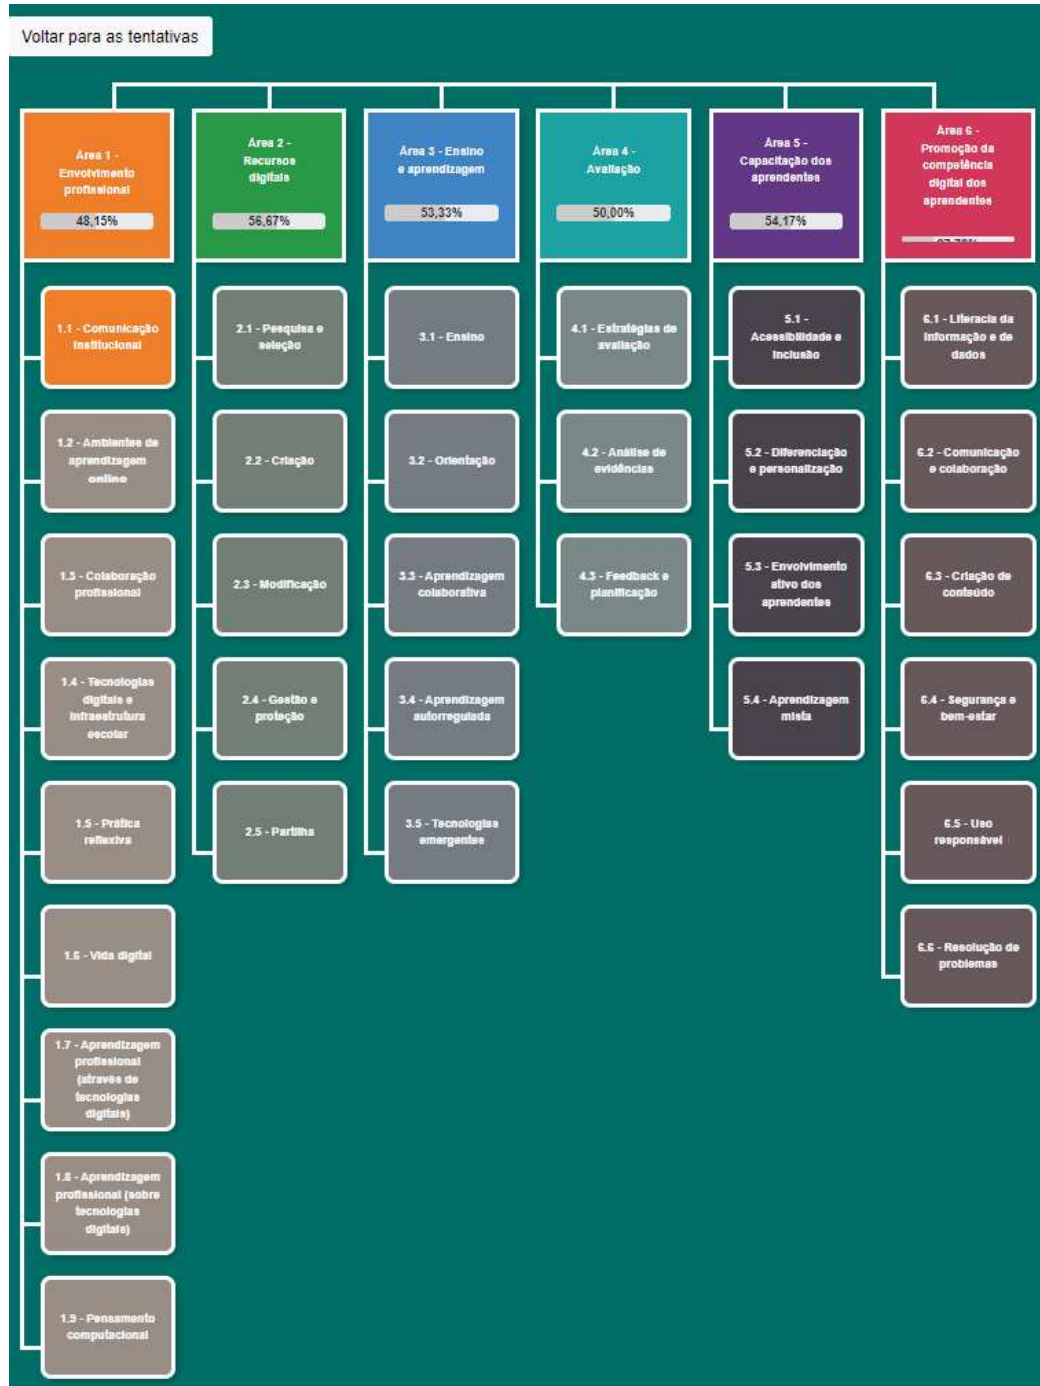 Voltar para as tentativas
Área 1 -
Envolvimento
profissional
48,15%
Área 2 -
Recursos
digitais
56,67%
Área 3 - Ensino
e aprendizagem
53,33%
Área 4 -
Avaliação
50,00%
Área 5 -
Capacitação dos
aprendentes
54,17%
Área 6 -
Promoção da
competência
digital dos
aprendentes
1.1 - Comunicação
institucional
1.2 - Ambientes de
aprendizagem
online
1.3 - Colaboração
profissional
1.4 - Tecnologias
digitais e
infraestrutura
escolar
1.5 - Prática
reflexiva
1.6 - Vida digital
1.7 - Aprendizagem
profissional
(através de
tecnologias
digitais)
1.8 - Aprendizagem
profissional (sobre
tecnologias
digitais)
1.9 - Pensamento
computacional
2.1 - Pesquisa e
seleção
2.2 - Criação
2.3 - Modificação
2.4 - Gestão e
proteção
2.5 - Partilha
3.1 - Ensino
3.2 - Orientação
3.3 - Aprendizagem
colaborativa
3.4 - Aprendizagem
autorregulada
3.5 - Tecnologias
emergentes
4.1 - Estratégias de
avaliação
4.2 - Análise de
evidências
4.3 - Feedback e
planificação
5.1 -
Acessibilidade e
inclusão
5.2 - Diferenciação
e personalização
5.3 - Envolvimento
ativo dos
aprendentes
5.4 - Aprendizagem
mista
6.1 - Literacia da
informação e de
dados
6.2 - Comunicação
e colaboração
6.3 - Criação de
conteúdo
6.4 - Segurança e
bem-estar
6.5 - Uso
responsável
6.6 - Resolução de
problemas